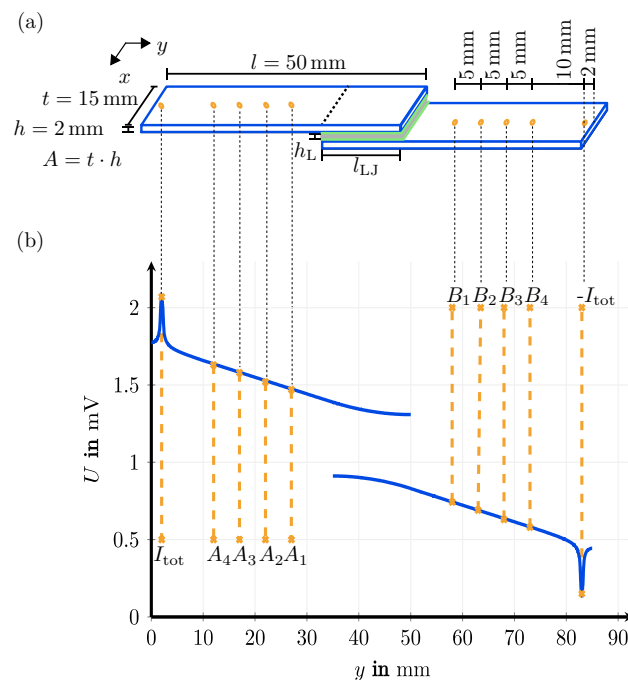 (a)
y
x
l = 50 mm
5 mm
5 mm
5 mm
10 mm
2 mm
t = 15 mm
h = 2 mm
A = t · h
h_L
l_LJ
(b)
B_1 B_2 B_3 B_4 -I_tot
2
1.5
1
0.5
0
U in mV
I_tot A_4 A_3 A_2 A_1
0 10 20 30 40 50 60 70 80 90
y in mm